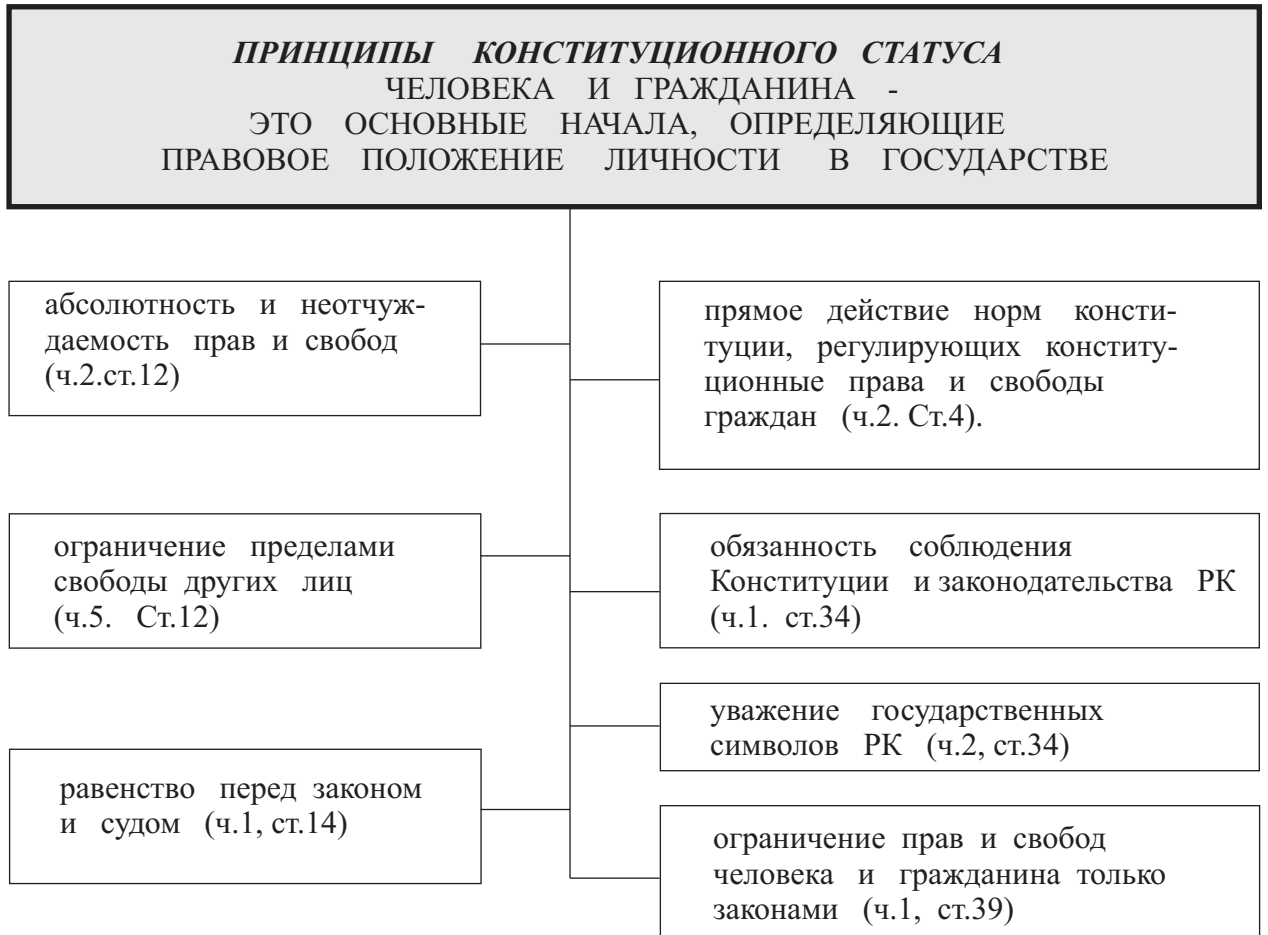 ПРИНЦИПЫ КОНСТИТУЦИОННОГО СТАТУСА
ЧЕЛОВЕКА И ГРАЖДАНИНА -
ЭТО ОСНОВНЫЕ НАЧАЛА, ОПРЕДЕЛЯЮЩИЕ
ПРАВОВОЕ ПОЛОЖЕНИЕ ЛИЧНОСТИ В ГОСУДАРСТВЕ
абсолютность и неотчуж-
даемость прав и свобод
(ч.2.ст.12)
прямое действие норм консти-
туции, регулирующих конститу-
ционные права и свободы
граждан (ч.2. Ст.4).
ограничение пределами
свободы других лиц
(ч.5. Ст.12)
обязанность соблюдения
Конституции и законодательства РК
(ч.1. ст.34)
уважение государственных
символов РК (ч.2, ст.34)
равенство перед законом
и судом (ч.1, ст.14)
ограничение прав и свобод
человека и гражданина только
законами (ч.1, ст.39)